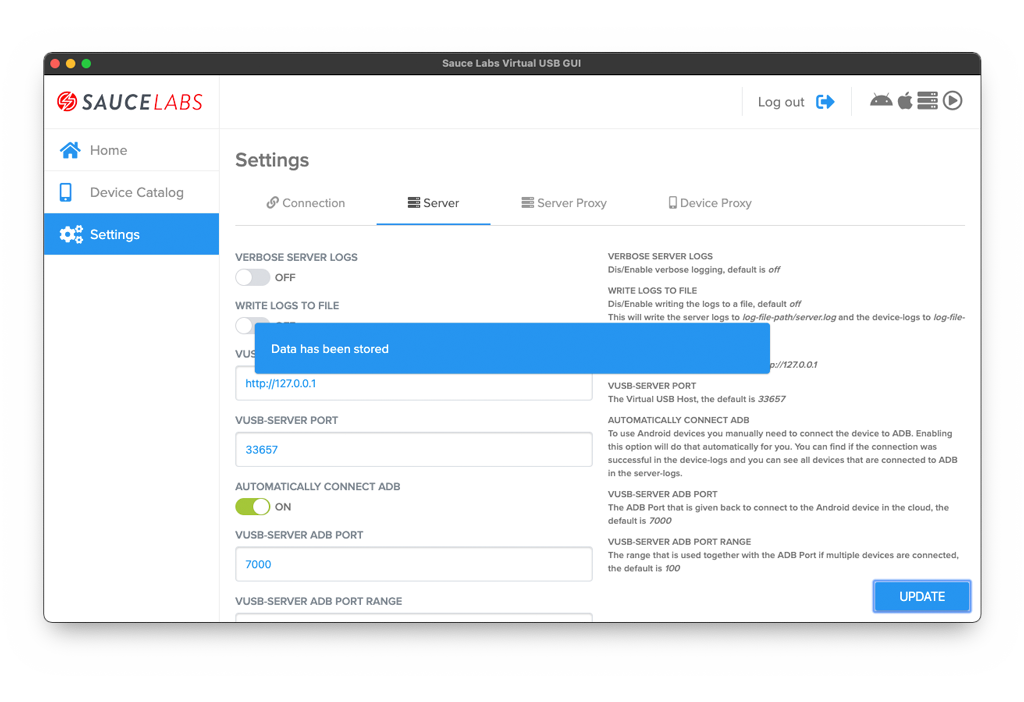 Sauce Labs Virtual USB GUI
SAUCELABS
Log out
Home
Device Catalog
Settings
Settings
Connection
Server
Server Proxy
Device Proxy
VERBOSE SERVER LOGS
OFF
WRITE LOGS TO FILE
VUS
http://127.0.0.1
VUSB-SERVER PORT
33657
AUTOMATICALLY CONNECT ADB
ON
VUSB-SERVER ADB PORT
7000
VUSB-SERVER ADB PORT RANGE
Data has been stored
VERBOSE SERVER LOGS
Dis/Enable verbose logging, default is off
WRITE LOGS TO FILE
Dis/Enable writing the logs to a file, default off
This will write the server logs to log-file-path/server.log and the device-logs to log-file-
p://127.0.0.1
VUSB-SERVER PORT
The Virtual USB Host, the default is 33657
AUTOMATICALLY CONNECT ADB
To use Android devices you manually need to connect the device to ADB. Enabling
this option will do that automatically for you. You can find if the connection was
successful in the device-logs and you can see all devices that are connected to ADB
in the server-logs.
VUSB-SERVER ADB PORT
The ADB Port that is given back to connect to the Android device in the cloud, the
default is 7000
VUSB-SERVER ADB PORT RANGE
The range that is used together with the ADB Port if multiple devices are connected,
the default is 100
UPDATE